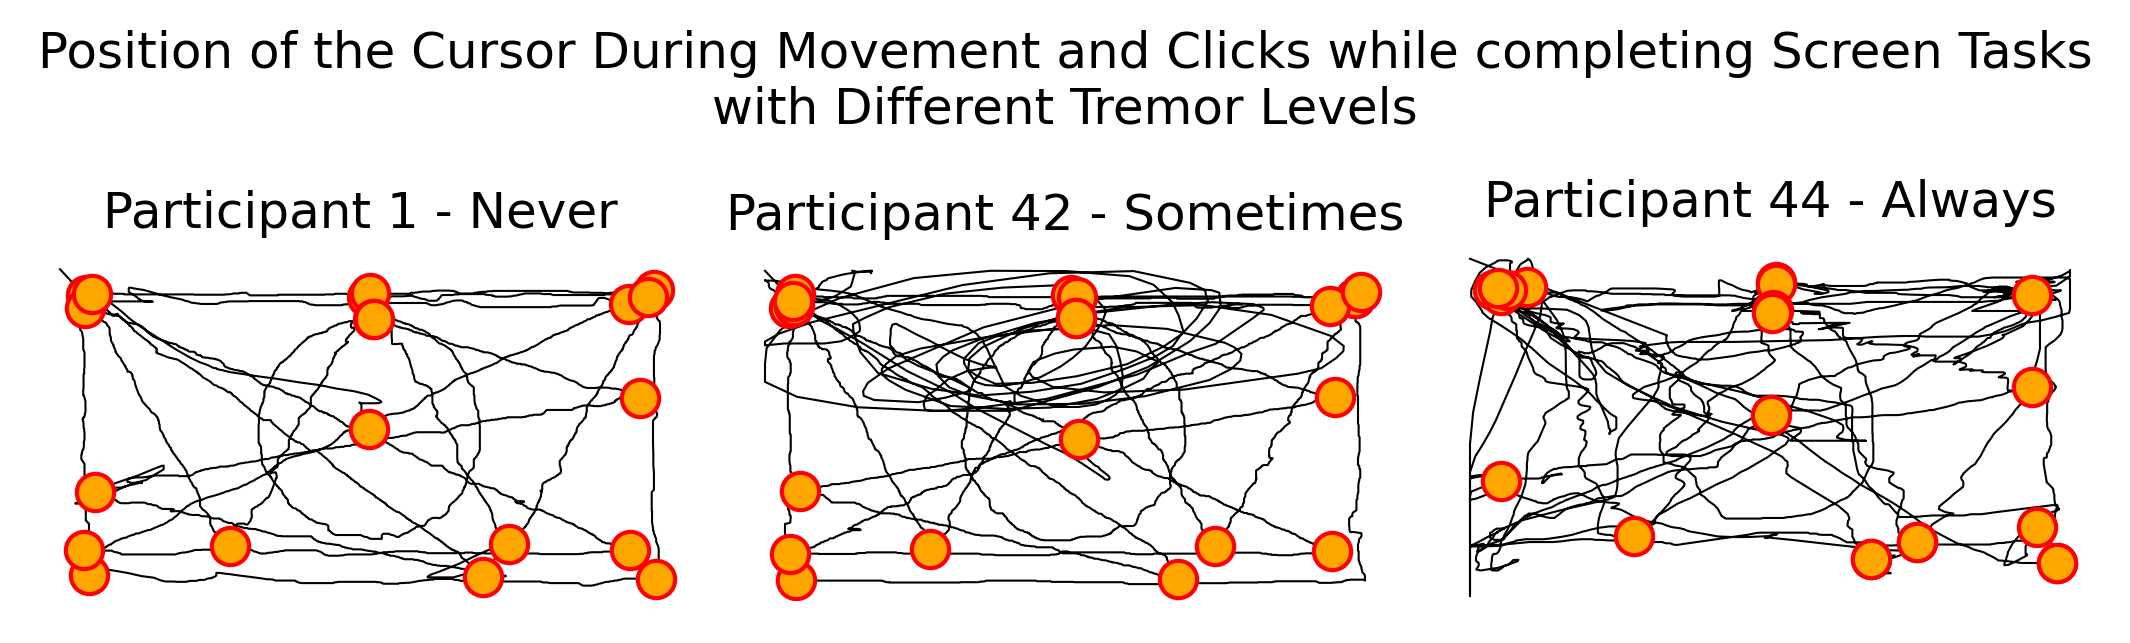 Position of the Cursor During Movement and Clicks while completing Screen Tasks
with Different Tremor Levels
Participant 1 - Never
Participant 42 - Sometimes
Participant 44 - Always